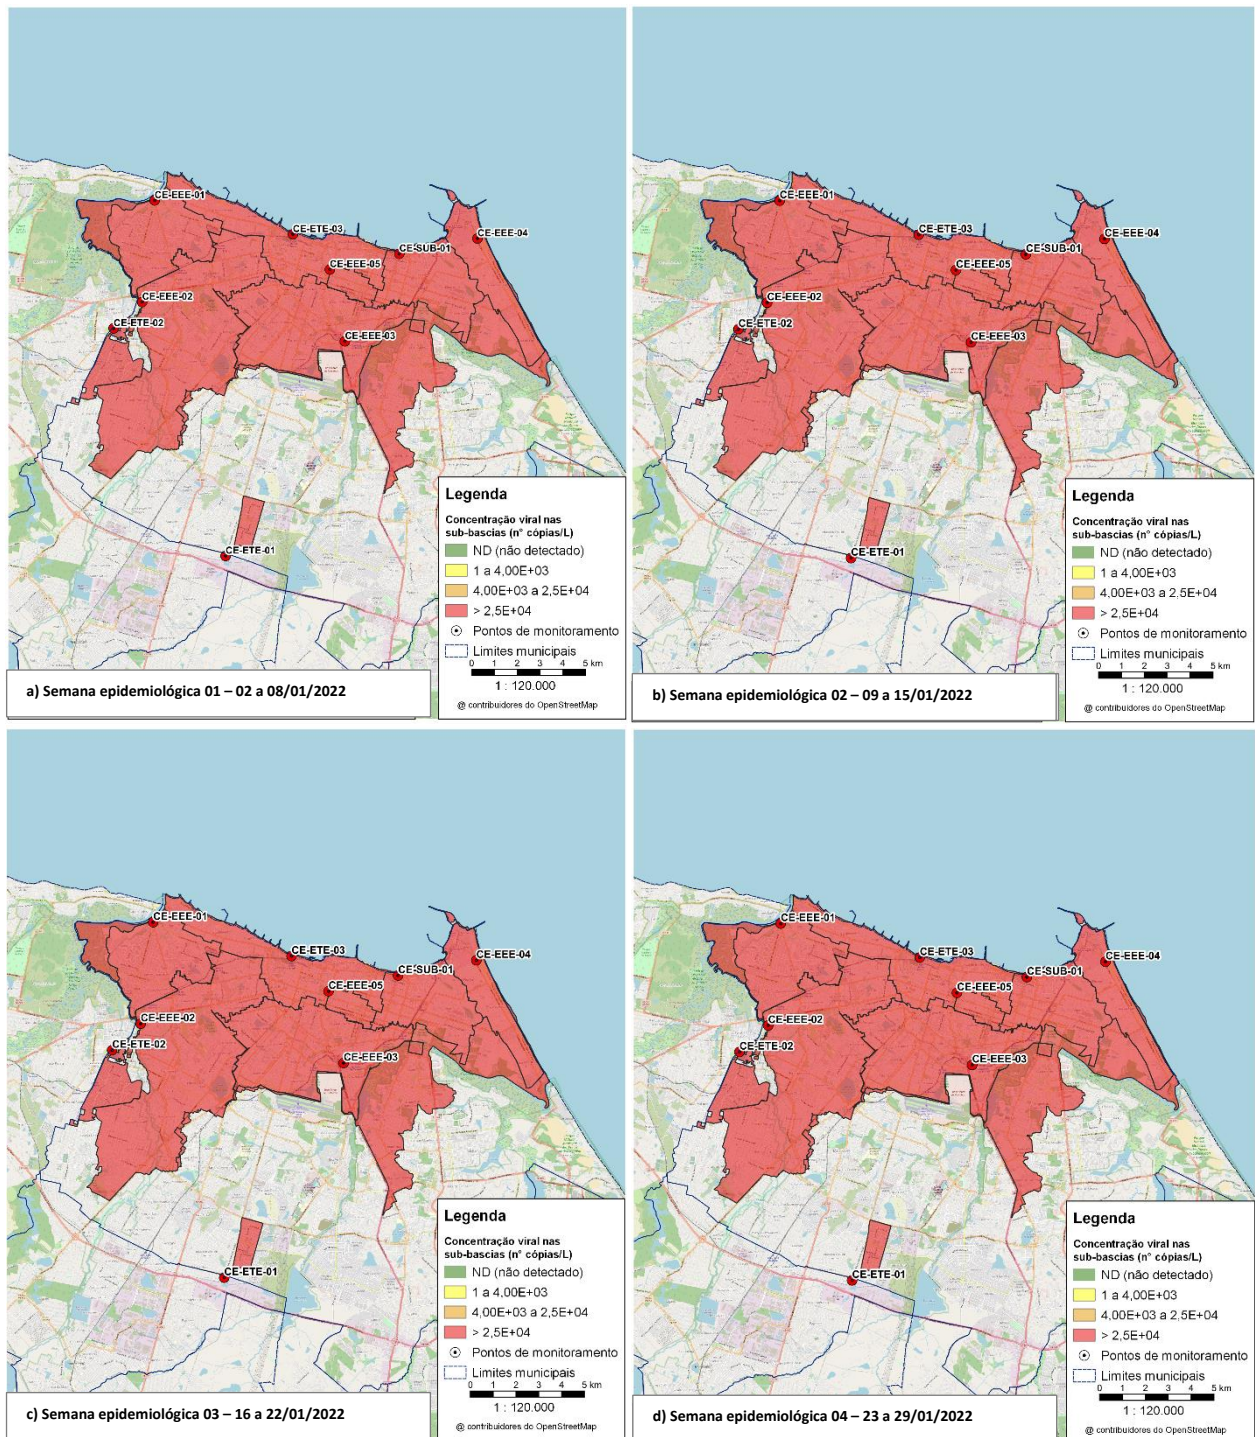 CE-EEE-01
CE-ETE-03
CE-EEE-04
CE-SUB-01
CE-EEE-05
CE-EEE-02
CE-ETE-02
CE-EEE-03
CE-ETE-01
Legenda
Concentração viral nas
sub-bascias (n° cópias/L)
ND (não detectado)
1 a 4,00E+03
4,00E+03 a 2,5E+04
> 2,5E+04
Pontos de monitoramento
Limites municipais
0 1 2 3 4 5 km
1 : 120.000
@ contribuidores do OpenStreetMap
a) Semana epidemiológica 01 – 02 a 08/01/2022
CE-EEE-01
CE-ETE-03
CE-EEE-04
CE-SUB-01
CE-EEE-05
CE-EEE-02
CE-ETE-02
CE-EEE-03
CE-ETE-01
Legenda
Concentração viral nas
sub-bascias (n° cópias/L)
ND (não detectado)
1 a 4,00E+03
4,00E+03 a 2,5E+04
> 2,5E+04
Pontos de monitoramento
Limites municipais
0 1 2 3 4 5 km
1 : 120.000
@ contribuidores do OpenStreetMap
b) Semana epidemiológica 02 – 09 a 15/01/2022
CE-EEE-01
CE-ETE-03
CE-EEE-04
CE-SUB-01
CE-EEE-05
CE-EEE-02
CE-ETE-02
CE-EEE-03
CE-ETE-01
Legenda
Concentração viral nas
sub-bascias (n° cópias/L)
ND (não detectado)
1 a 4,00E+03
4,00E+03 a 2,5E+04
> 2,5E+04
Pontos de monitoramento
Limites municipais
0 1 2 3 4 5 km
1 : 120.000
@ contribuidores do OpenStreetMap
c) Semana epidemiológica 03 – 16 a 22/01/2022
CE-EEE-01
CE-ETE-03
CE-EEE-04
CE-SUB-01
CE-EEE-05
CE-EEE-02
CE-ETE-02
CE-EEE-03
CE-ETE-01
Legenda
Concentração viral nas
sub-bascias (n° cópias/L)
ND (não detectado)
1 a 4,00E+03
4,00E+03 a 2,5E+04
> 2,5E+04
Pontos de monitoramento
Limites municipais
0 1 2 3 4 5 km
1 : 120.000
@ contribuidores do OpenStreetMap
d) Semana epidemiológica 04 – 23 a 29/01/2022